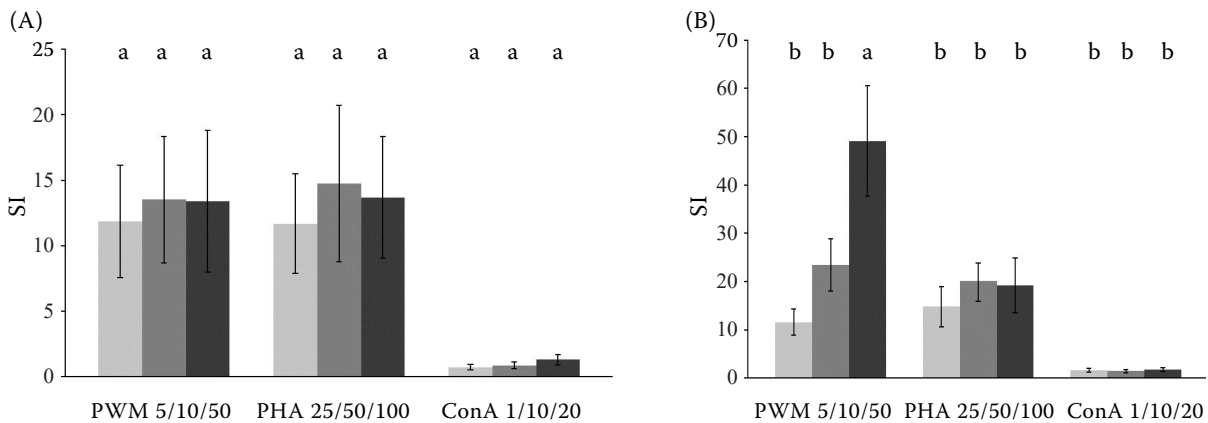 (A)
25
20
15
10
5
0
SI
a a a a a a a a a
PWM 5/10/50 PHA 25/50/100 ConA 1/10/20
(B)
70
60
50
40
30
20
10
0
SI
b b a b b b b b b
PWM 5/10/50 PHA 25/50/100 ConA 1/10/20